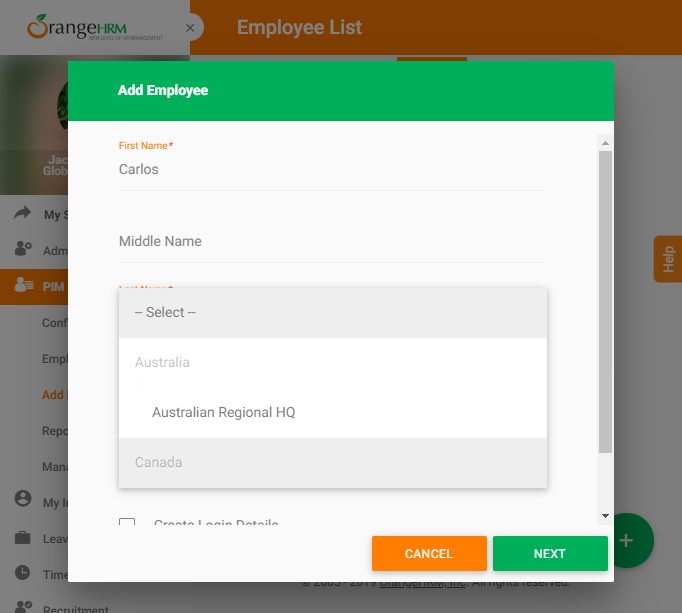 OrangeHRM
NEW LEVEL OF HR MANAGEMENT
×
Employee List
Add Employee
Jac
Glob
First Name*
Carlos
My S
Middle Name
Adm
Help
PIM
Last Name*
-- Select --
Conf
Australia
Empl
Add
Australian Regional HQ
Repo
Canada
Mana
My In
Create Login Details
Leav
CANCEL
NEXT
Time
© 2005 - 2019 OrangeHRM, Inc. All rights reserved.
Recruitment